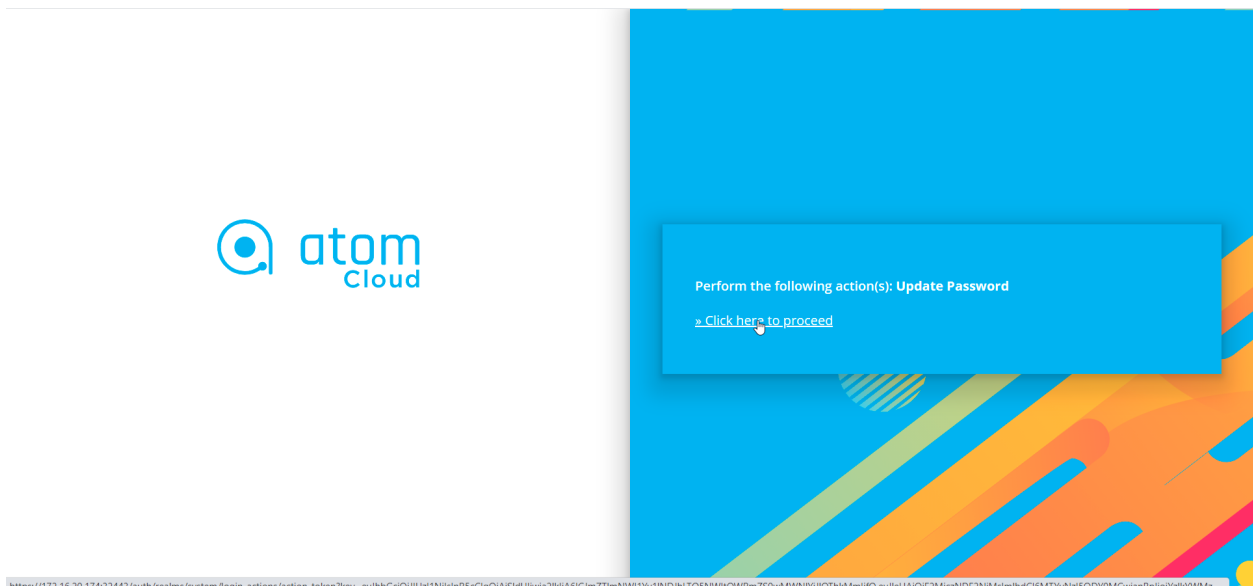 atom
Cloud
Perform the following action(s): Update Password
» Click here to proceed